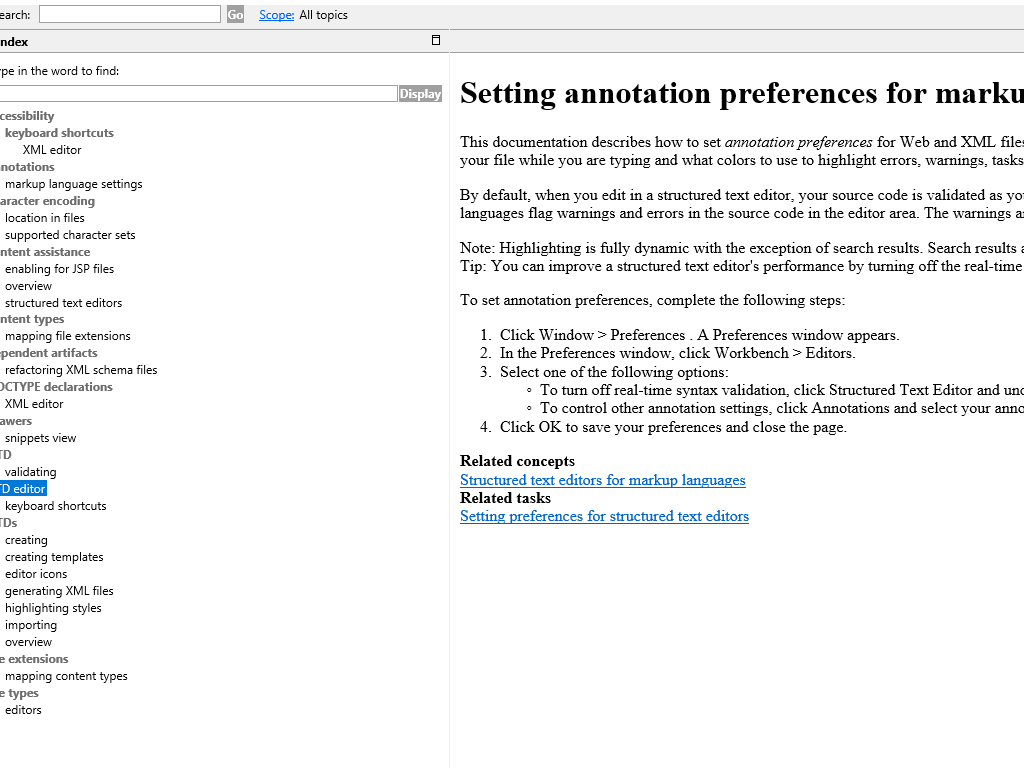 earch:
Go
Scope: All topics
ndex
ype in the word to find:
Display
cessibility
keyboard shortcuts
XML editor
notations
markup language settings
aracter encoding
location in files
supported character sets
ntent assistance
enabling for JSP files
overview
structured text editors
ntent types
mapping file extensions
ependent artifacts
refactoring XML schema files
OCTYPE declarations
XML editor
awers
snippets view
TD
validating
TD editor
keyboard shortcuts
TDs
creating
creating templates
editor icons
generating XML files
highlighting styles
importing
overview
e extensions
mapping content types
e types
editors
Setting annotation preferences for marku
This documentation describes how to set annotation preferences for Web and XML files
your file while you are typing and what colors to use to highlight errors, warnings, tasks
By default, when you edit in a structured text editor, your source code is validated as you
languages flag warnings and errors in the source code in the editor area. The warnings a
Note: Highlighting is fully dynamic with the exception of search results. Search results a
Tip: You can improve a structured text editor's performance by turning off the real-time
To set annotation preferences, complete the following steps:
1. Click Window > Preferences . A Preferences window appears.
2. In the Preferences window, click Workbench > Editors.
3. Select one of the following options:
◦ To turn off real-time syntax validation, click Structured Text Editor and und
◦ To control other annotation settings, click Annotations and select your anno
4. Click OK to save your preferences and close the page.
Related concepts
Structured text editors for markup languages
Related tasks
Setting preferences for structured text editors